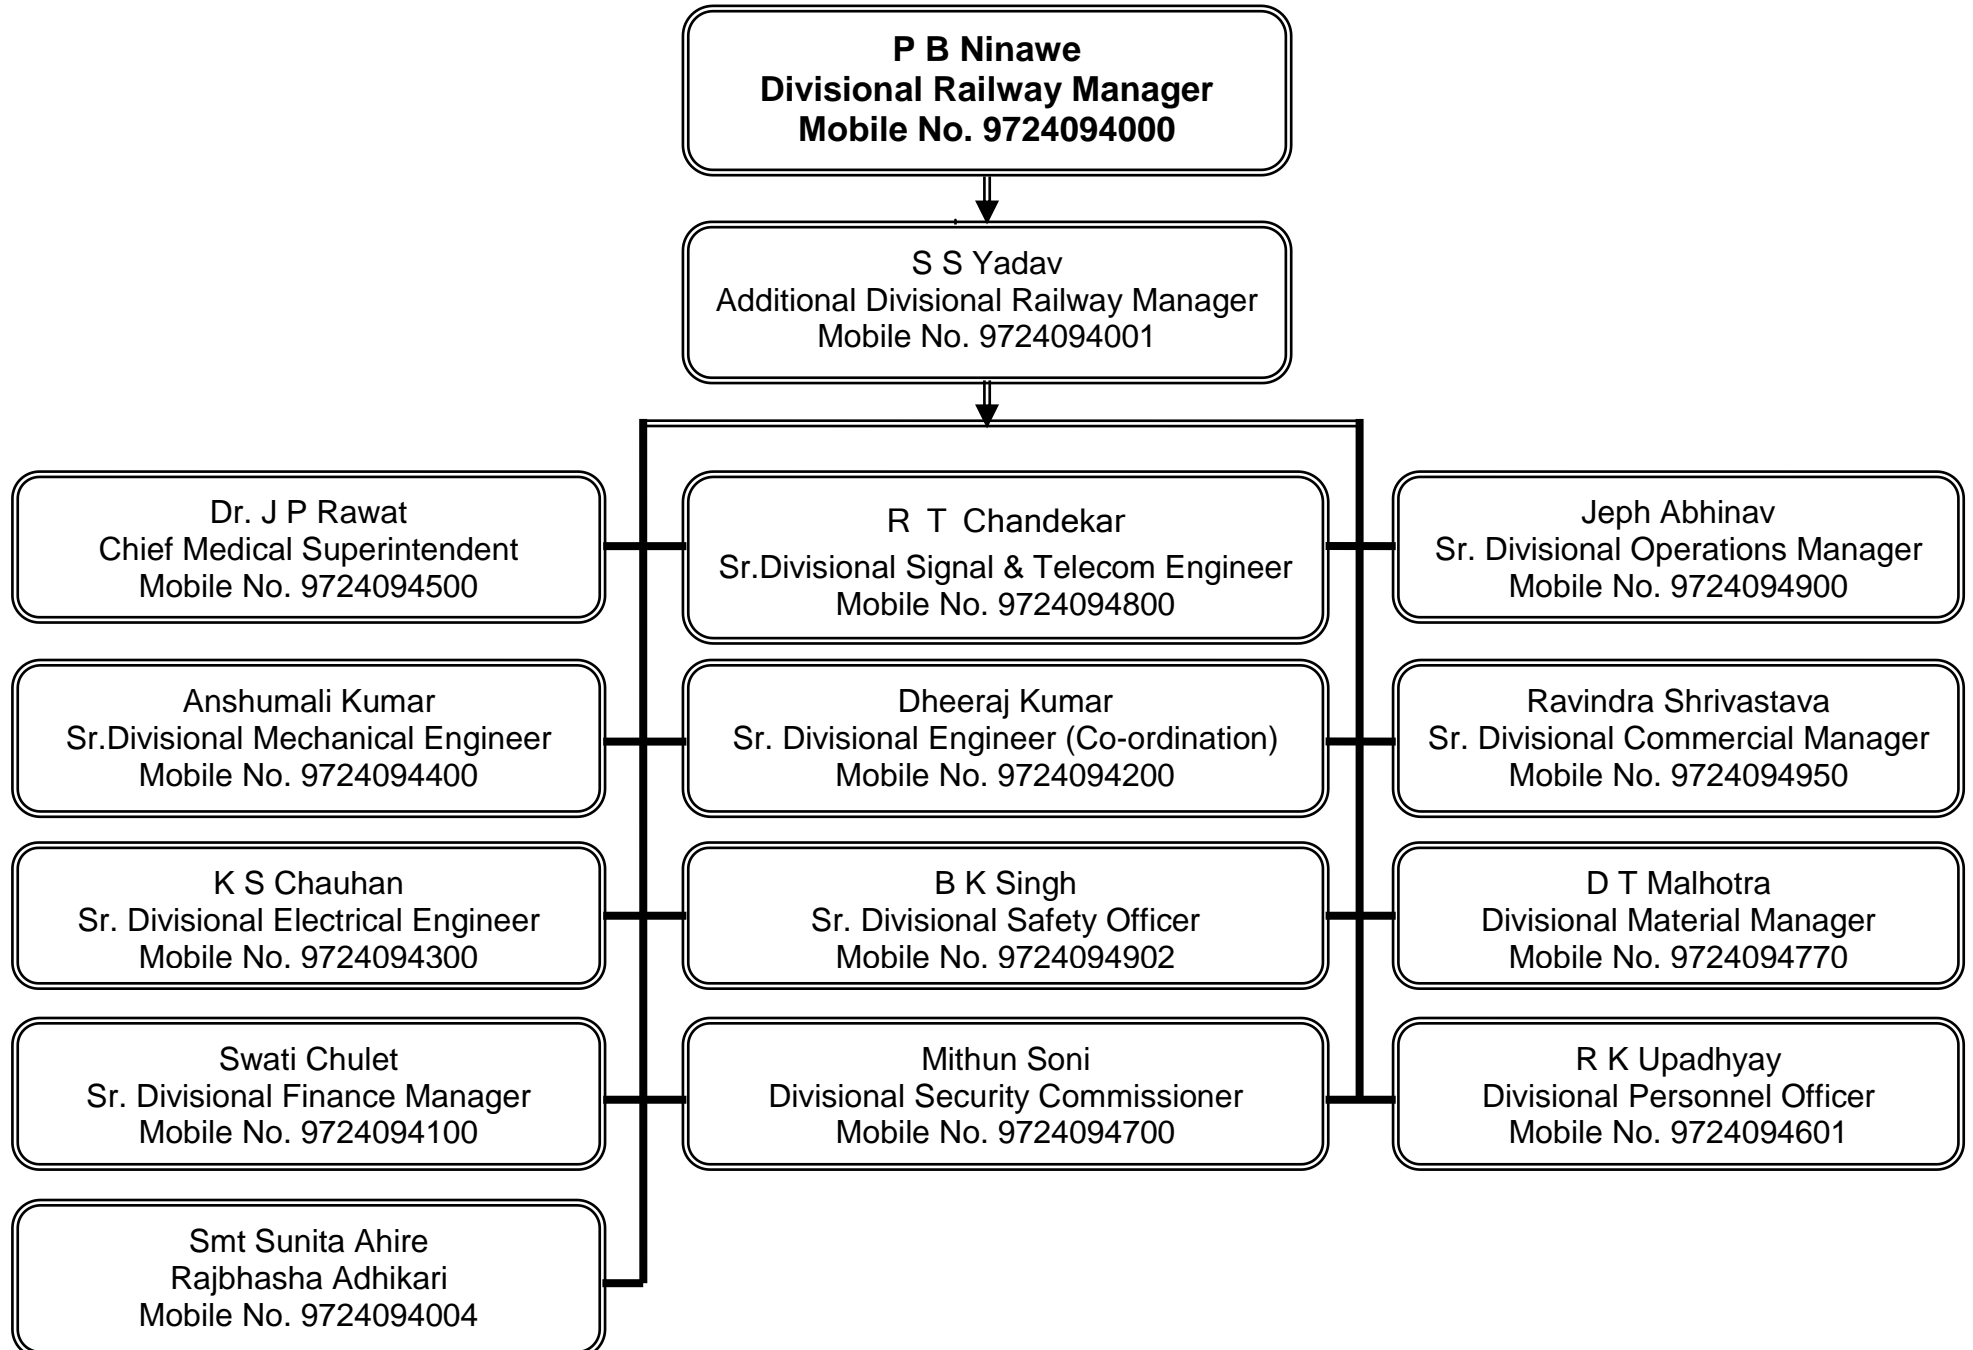 P B Ninawe
Divisional Railway Manager
Mobile No. 9724094000
S S Yadav
Additional Divisional Railway Manager
Mobile No. 9724094001
Dr. J P Rawat
Chief Medical Superintendent
Mobile No. 9724094500
R T Chandekar
Sr.Divisional Signal & Telecom Engineer
Mobile No. 9724094800
Jeph Abhinav
Sr. Divisional Operations Manager
Mobile No. 9724094900
Anshumali Kumar
Sr.Divisional Mechanical Engineer
Mobile No. 9724094400
Dheeraj Kumar
Sr. Divisional Engineer (Co-ordination)
Mobile No. 9724094200
Ravindra Shrivastava
Sr. Divisional Commercial Manager
Mobile No. 9724094950
K S Chauhan
Sr. Divisional Electrical Engineer
Mobile No. 9724094300
B K Singh
Sr. Divisional Safety Officer
Mobile No. 9724094902
D T Malhotra
Divisional Material Manager
Mobile No. 9724094770
Swati Chulet
Sr. Divisional Finance Manager
Mobile No. 9724094100
Mithun Soni
Divisional Security Commissioner
Mobile No. 9724094700
R K Upadhyay
Divisional Personnel Officer
Mobile No. 9724094601
Smt Sunita Ahire
Rajbhasha Adhikari
Mobile No. 9724094004